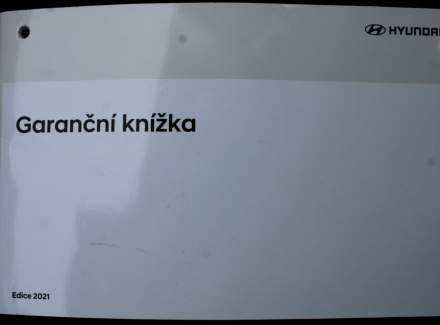 HYUNDAI
Garanční knížka
Edice 2021